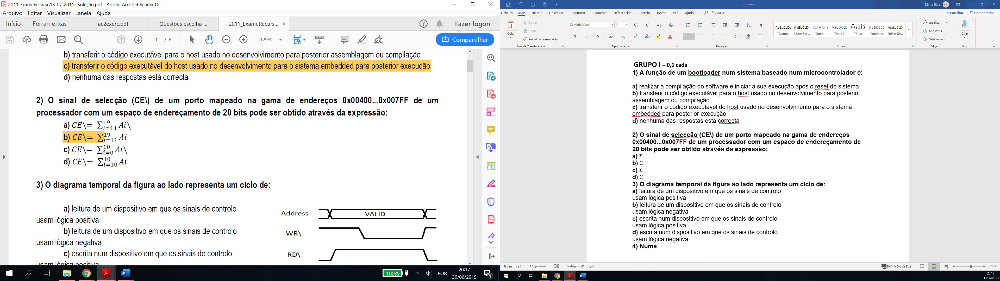 2011_ExameRecurso13-07-2011+Solução.pdf - Adobe Acrobat Reader DC
Arquivo Editar Visualizar Janela Ajuda
Início Ferramentas ac2exerc.pdf Questoes escolha ... 2011_ExameRecurs... × Fazer logon
1 / 6 129% Compartilhar
b) transferir o código executável para o host usado no desenvolvimento para posterior assemblagem ou compilação
c) transferir o código executável do host usado no desenvolvimento para o sistema embedded para posterior execução
d) nenhuma das respostas está correcta
2) O sinal de selecção (CE\) de um porto mapeado na gama de endereços 0x00400...0x007FF de um
processador com um espaço de endereçamento de 20 bits pode ser obtido através da expressão:
a) CE\= ∑_{i=11}^{19} Ai\
b) CE\= ∑_{i=11}^{19} Ai
c) CE\= ∑_{i=0}^{10} Ai\
d) CE\= ∑_{i=10}^{10} Ai
3) O diagrama temporal da figura ao lado representa um ciclo de:
a) leitura de um dispositivo em que os sinais de controlo
usam lógica positiva
b) leitura de um dispositivo em que os sinais de controlo
usam lógica negativa
c) escrita num dispositivo em que os sinais de controlo
usam lógica positiva
Address VALID
WR\
RD\
100% POR 20:17
30/06/2019
1
testes.docx Diana Silva DS
Ficheiro Base Inserir Desenhar Estrutura Esquema Referências Correio Rever Ver Ajuda Procurar Partilhar Comentários
Colar
Cortar
Copiar
Pincel de Formatação
Área de Transferência
Cambria Math 11
N I S ab x₂ x² A A
Tipo de Letra
Parágrafo
AaBbCcDc AaBbCcDc AaBbCc AaBbCcD AaB AaBbCcD AaBbCcDc
¶ Normal ¶ Sem Esp... Título 1 Título 2 Título Subtítulo Ênfase Dis...
Estilos
Localizar
Substituir
Selecionar
Edição
Ditar
Voz
GRUPO I – 0,6 cada
1) A função de um bootloader num sistema baseado num microcontrolador é:
a) realizar a compilação do software e iniciar a sua execução após o reset do sistema
b) transferir o código executável para o host usado no desenvolvimento para posterior
assemblagem ou compilação
c) transferir o código executável do host usado no desenvolvimento para o sistema
embedded para posterior execução
d) nenhuma das respostas está correcta
2) O sinal de selecção (CE\) de um porto mapeado na gama de endereços
0x00400...0x007FF de um processador com um espaço de endereçamento de
20 bits pode ser obtido através da expressão:
a) Σ
b) Σ
c) Σ
d) Σ
3) O diagrama temporal da figura ao lado representa um ciclo de:
a) leitura de um dispositivo em que os sinais de controlo
usam lógica positiva
b) leitura de um dispositivo em que os sinais de controlo
usam lógica negativa
c) escrita num dispositivo em que os sinais de controlo
usam lógica positiva
d) escrita num dispositivo em que os sinais de controlo
usam lógica negativa
4) Numa
Página 1 de 1 179 palavras Português (Portugal) Definições de Ecrã 156%
20:17
30/06/2019